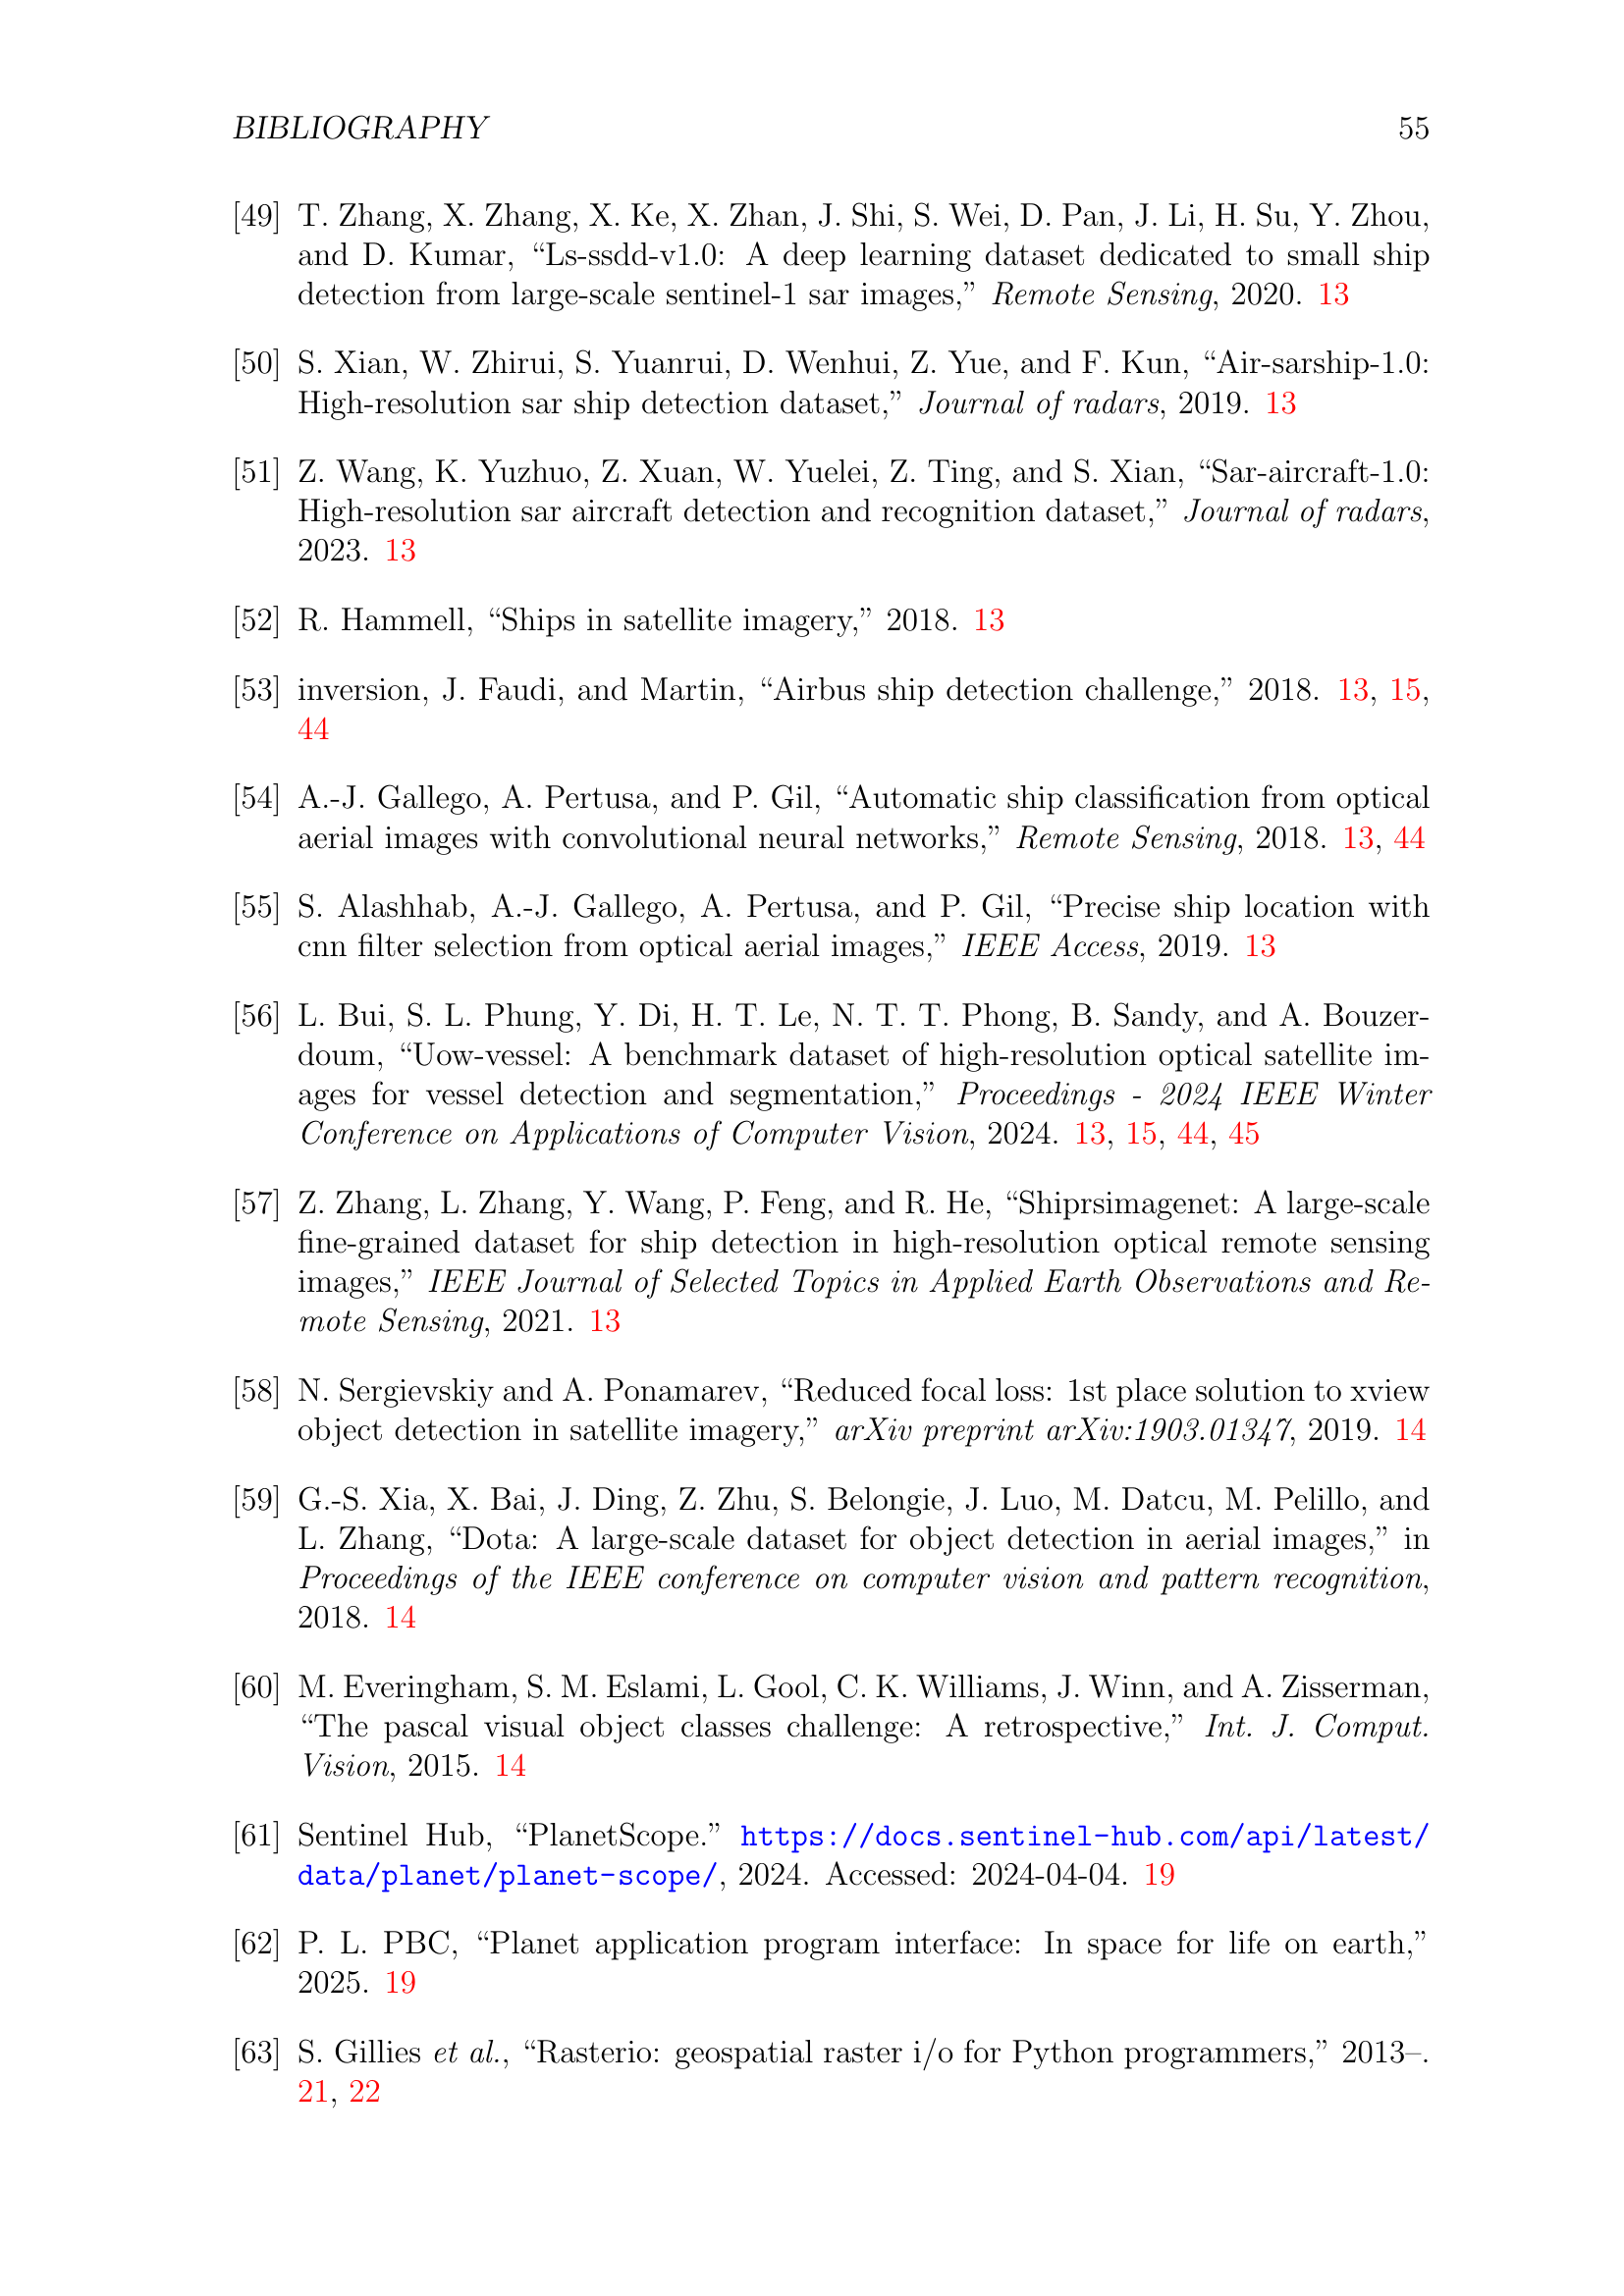 BIBLIOGRAPHY 55
[49] T. Zhang, X. Zhang, X. Ke, X. Zhan, J. Shi, S. Wei, D. Pan, J. Li, H. Su, Y. Zhou,
and D. Kumar, “Ls-ssdd-v1.0: A deep learning dataset dedicated to small ship
detection from large-scale sentinel-1 sar images,” Remote Sensing, 2020. 13
[50] S. Xian, W. Zhirui, S. Yuanrui, D. Wenhui, Z. Yue, and F. Kun, “Air-sarship-1.0:
High-resolution sar ship detection dataset,” Journal of radars, 2019. 13
[51] Z. Wang, K. Yuzhuo, Z. Xuan, W. Yuelei, Z. Ting, and S. Xian, “Sar-aircraft-1.0:
High-resolution sar aircraft detection and recognition dataset,” Journal of radars,
2023. 13
[52] R. Hammell, “Ships in satellite imagery,” 2018. 13
[53] inversion, J. Faudi, and Martin, “Airbus ship detection challenge,” 2018. 13, 15,
44
[54] A.-J. Gallego, A. Pertusa, and P. Gil, “Automatic ship classification from optical
aerial images with convolutional neural networks,” Remote Sensing, 2018. 13, 44
[55] S. Alashhab, A.-J. Gallego, A. Pertusa, and P. Gil, “Precise ship location with
cnn filter selection from optical aerial images,” IEEE Access, 2019. 13
[56] L. Bui, S. L. Phung, Y. Di, H. T. Le, N. T. T. Phong, B. Sandy, and A. Bouzer-
doum, “Uow-vessel: A benchmark dataset of high-resolution optical satellite im-
ages for vessel detection and segmentation,” Proceedings - 2024 IEEE Winter
Conference on Applications of Computer Vision, 2024. 13, 15, 44, 45
[57] Z. Zhang, L. Zhang, Y. Wang, P. Feng, and R. He, “Shiprsimagenet: A large-scale
fine-grained dataset for ship detection in high-resolution optical remote sensing
images,” IEEE Journal of Selected Topics in Applied Earth Observations and Re-
mote Sensing, 2021. 13
[58] N. Sergievskiy and A. Ponamarev, “Reduced focal loss: 1st place solution to xview
object detection in satellite imagery,” arXiv preprint arXiv:1903.01347, 2019. 14
[59] G.-S. Xia, X. Bai, J. Ding, Z. Zhu, S. Belongie, J. Luo, M. Datcu, M. Pelillo, and
L. Zhang, “Dota: A large-scale dataset for object detection in aerial images,” in
Proceedings of the IEEE conference on computer vision and pattern recognition,
2018. 14
[60] M. Everingham, S. M. Eslami, L. Gool, C. K. Williams, J. Winn, and A. Zisserman,
“The pascal visual object classes challenge: A retrospective,” Int. J. Comput.
Vision, 2015. 14
[61] Sentinel Hub, “PlanetScope.” https://docs.sentinel-hub.com/api/latest/
data/planet/planet-scope/, 2024. Accessed: 2024-04-04. 19
[62] P. L. PBC, “Planet application program interface: In space for life on earth,”
2025. 19
[63] S. Gillies et al., “Rasterio: geospatial raster i/o for Python programmers,” 2013–.
21, 22